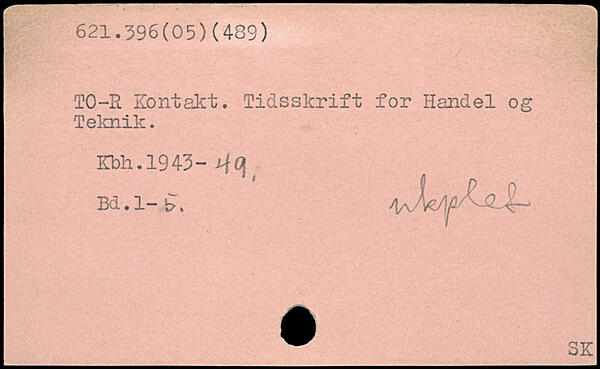 621.396(05)(489)
TO-R Kontakt. Tidsskrift for Handel og
Teknik.
Kbh.1943-49.
Bd.1-5.
ukplet
SK